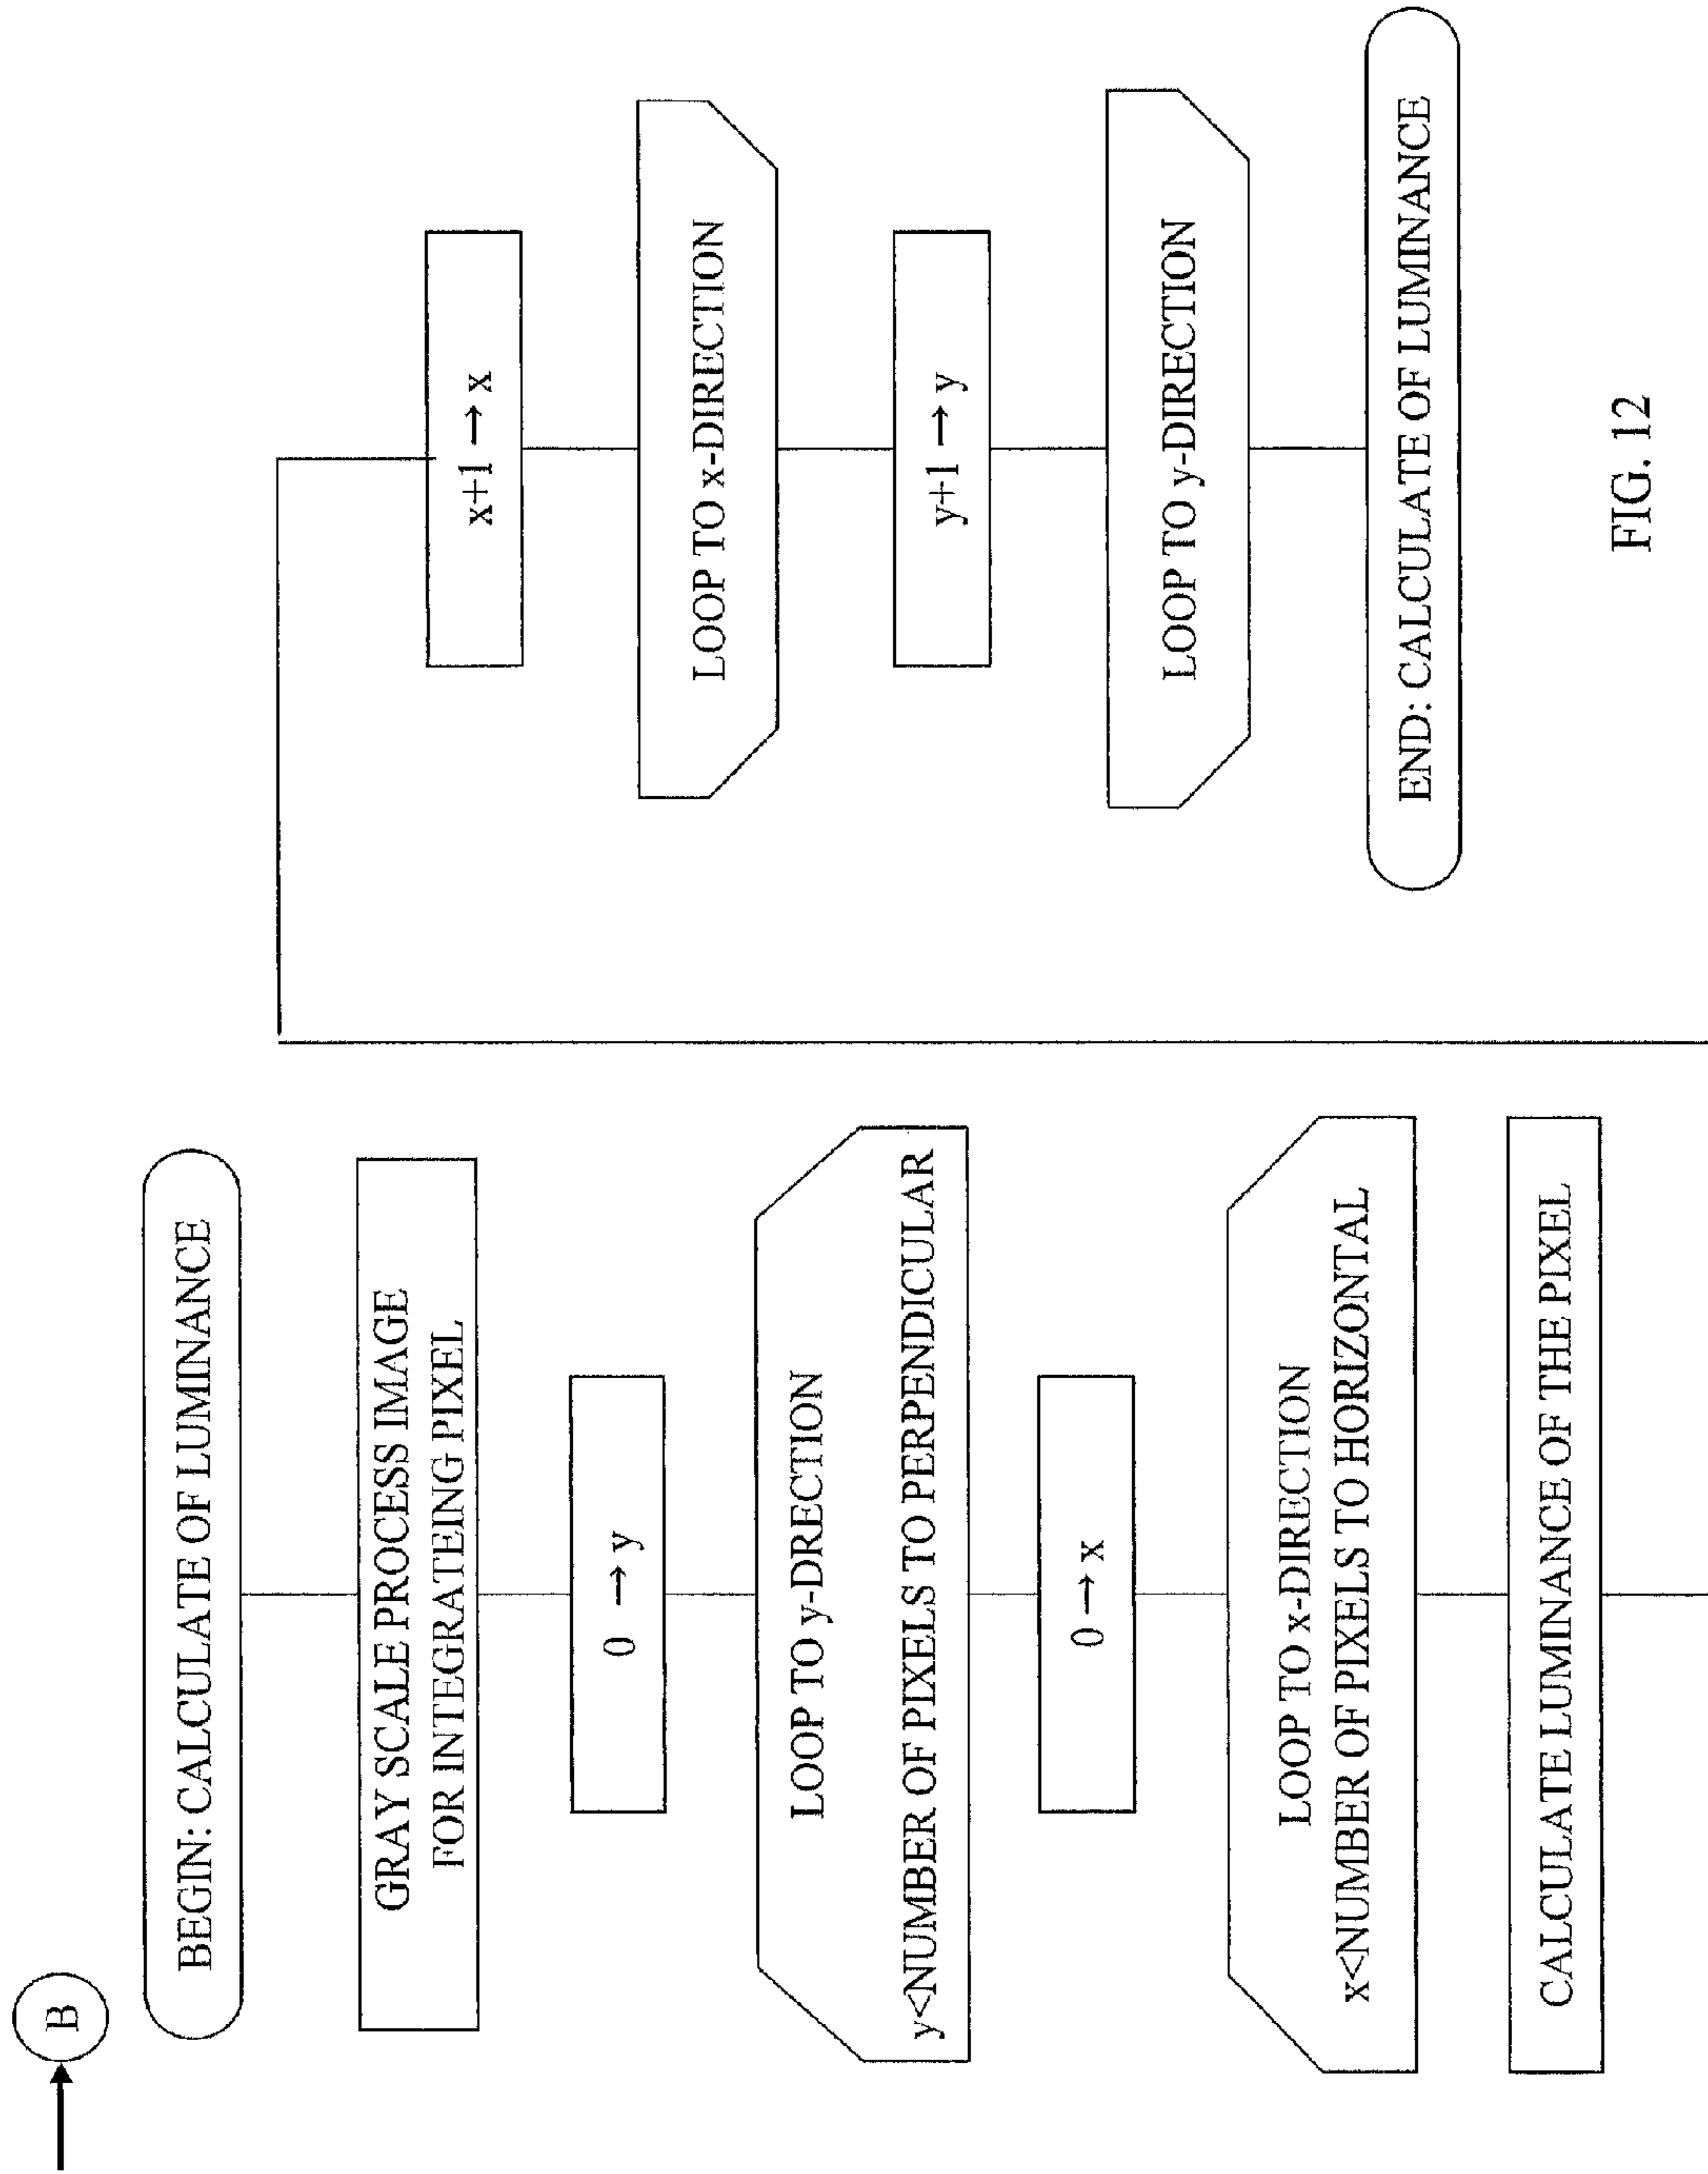 B
BEGIN: CALCULATE OF LUMINANCE
GRAY SCALE PROCESS IMAGE
FOR INTEGRATEING PIXEL
0 → y
LOOP TO y-DRECTION
y<NUMBER OF PIXELS TO PERPENDICULAR
0 → x
LOOP TO x-DIRECTION
x<NUMBER OF PIXELS TO HORIZONTAL
CALCULATE LUMINANCE OF THE PIXEL
x+1 → x
LOOP TO x-DIRECTION
y+1 → y
LOOP TO y-DIRECTION
END: CALCULATE OF LUMINANCE
FIG. 12